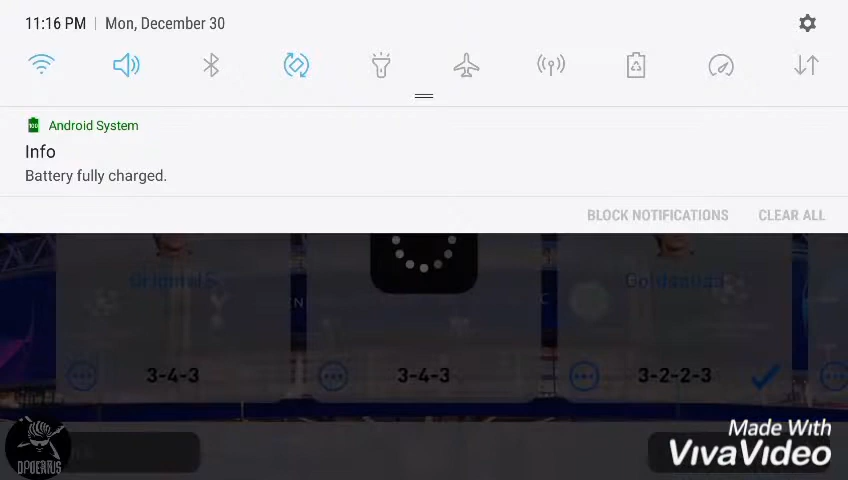 11:16 PM | Mon, December 30
Android System
Info
Battery fully charged.
BLOCK NOTIFICATIONS
CLEAR ALL
3-4-3
3-4-3
3-2-2-3
Made With
VivaVideo